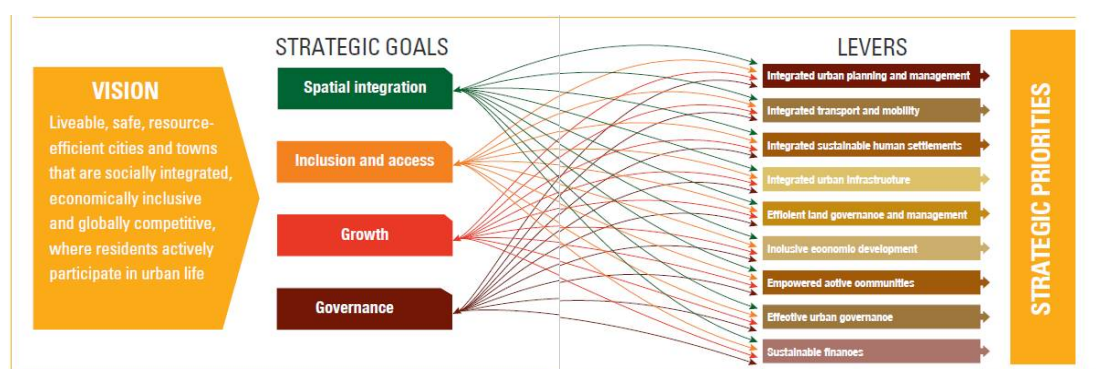 VISION
Liveable, safe, resource-
efficient cities and towns
that are socially integrated,
economically inclusive
and globally competitive,
where residents actively
participate in urban life
STRATEGIC GOALS
Spatial integration
Inclusion and access
Growth
Governance
LEVERS
Integrated urban planning and management
Integrated transport and mobility
Integrated sustainable human settlements
Integrated urban infrastructure
Efficient land governance and management
Inclusive economic development
Empowered active communities
Effective urban governance
Sustainable finances
STRATEGIC PRIORITIES